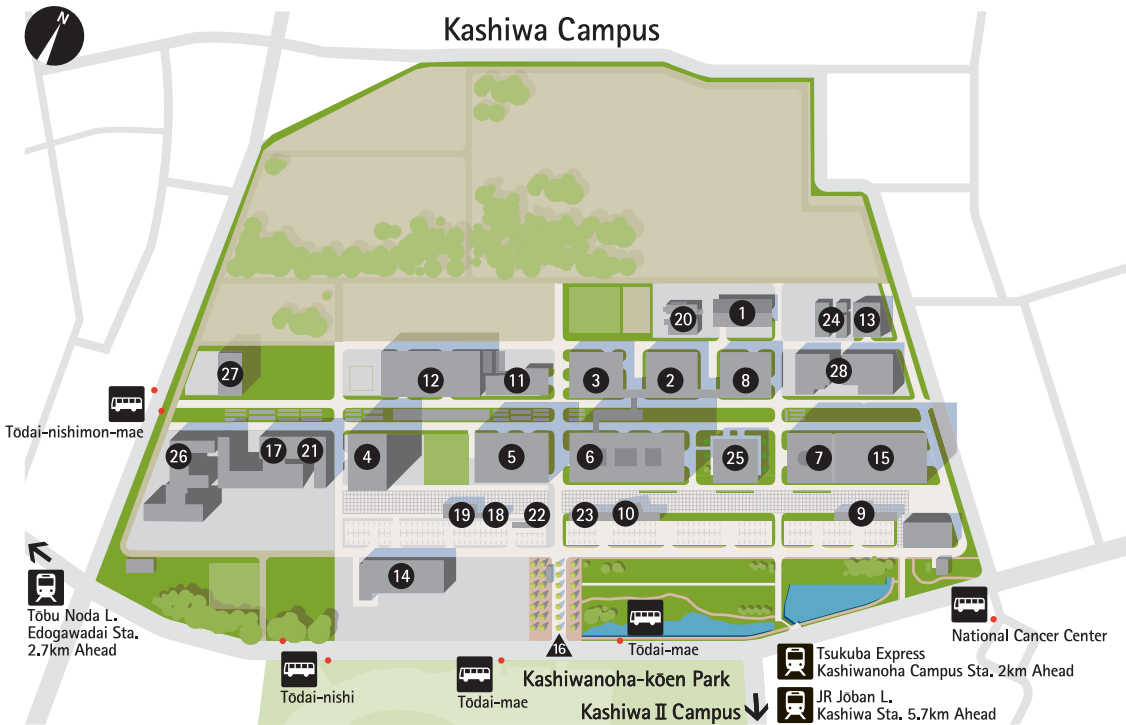 N
Kashiwa Campus
20
1
24
13
27
12
11
3
2
8
28
Tōdai-nishimon-mae
26
17
21
4
5
6
25
7
15
19
18
22
23
10
9
14
Tōbu Noda L.
Edogawadai Sta.
2.7km Ahead
16
Tōdai-mae
National Cancer Center
Tōdai-nishi
Tōdai-mae
Kashiwanoha-kōen Park
Kashiwa II Campus
Tsukuba Express
Kashiwanoha Campus Sta. 2km Ahead
JR Jōban L.
Kashiwa Sta. 5.7km Ahead